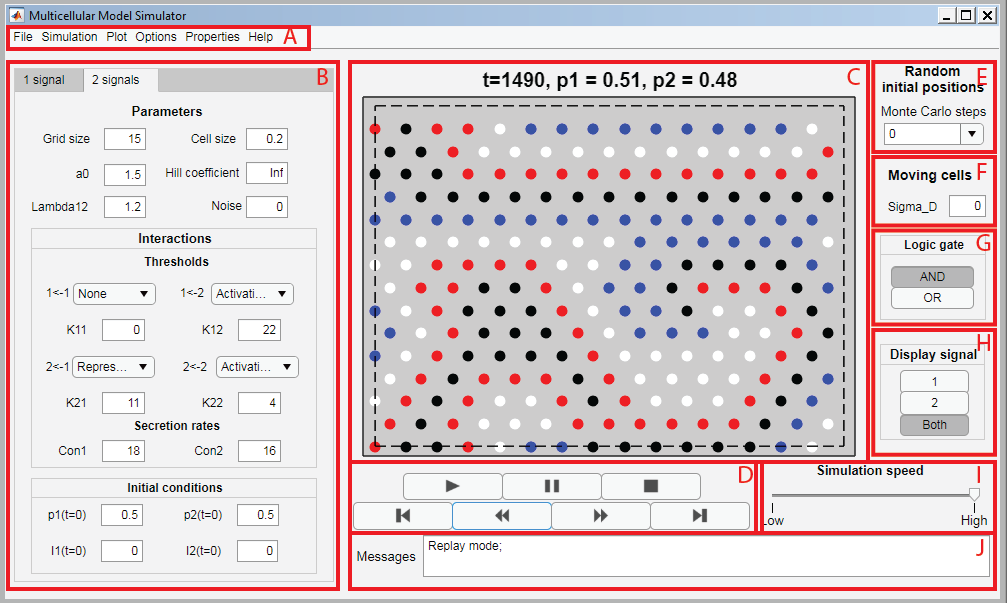 Multicellular Model Simulator
File Simulation Plot Options Properties Help A
1 signal 2 signals B
Parameters
Grid size 15 Cell size 0.2
a0 1.5 Hill coefficient Inf
Lambda12 1.2 Noise 0
Interactions
Thresholds
1<-1 None 1<-2 Activati...
K11 0 K12 22
2<-1 Repres... 2<-2 Activati...
K21 11 K22 4
Secretion rates
Con1 18 Con2 16
Initial conditions
p1(t=0) 0.5 p2(t=0) 0.5
I1(t=0) 0 I2(t=0) 0
t=1490, p1 = 0.51, p2 = 0.48 C
D
Random E
initial positions
Monte Carlo steps
0
Moving cells F
Sigma_D 0
Logic gate G
AND
OR
Display signal H
1
2
Both
Simulation speed I
Low High
Messages Replay mode; J